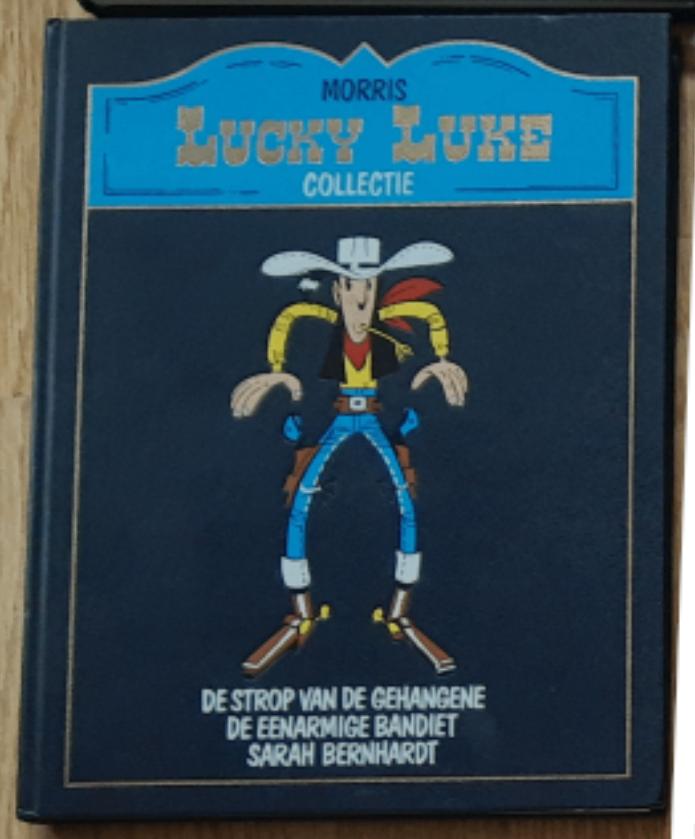 MORRIS
LUCKY LUKE
COLLECTIE
DE STROP VAN DE GEHANGENE
DE EENARMIGE BANDIET
SARAH BERNHARDT